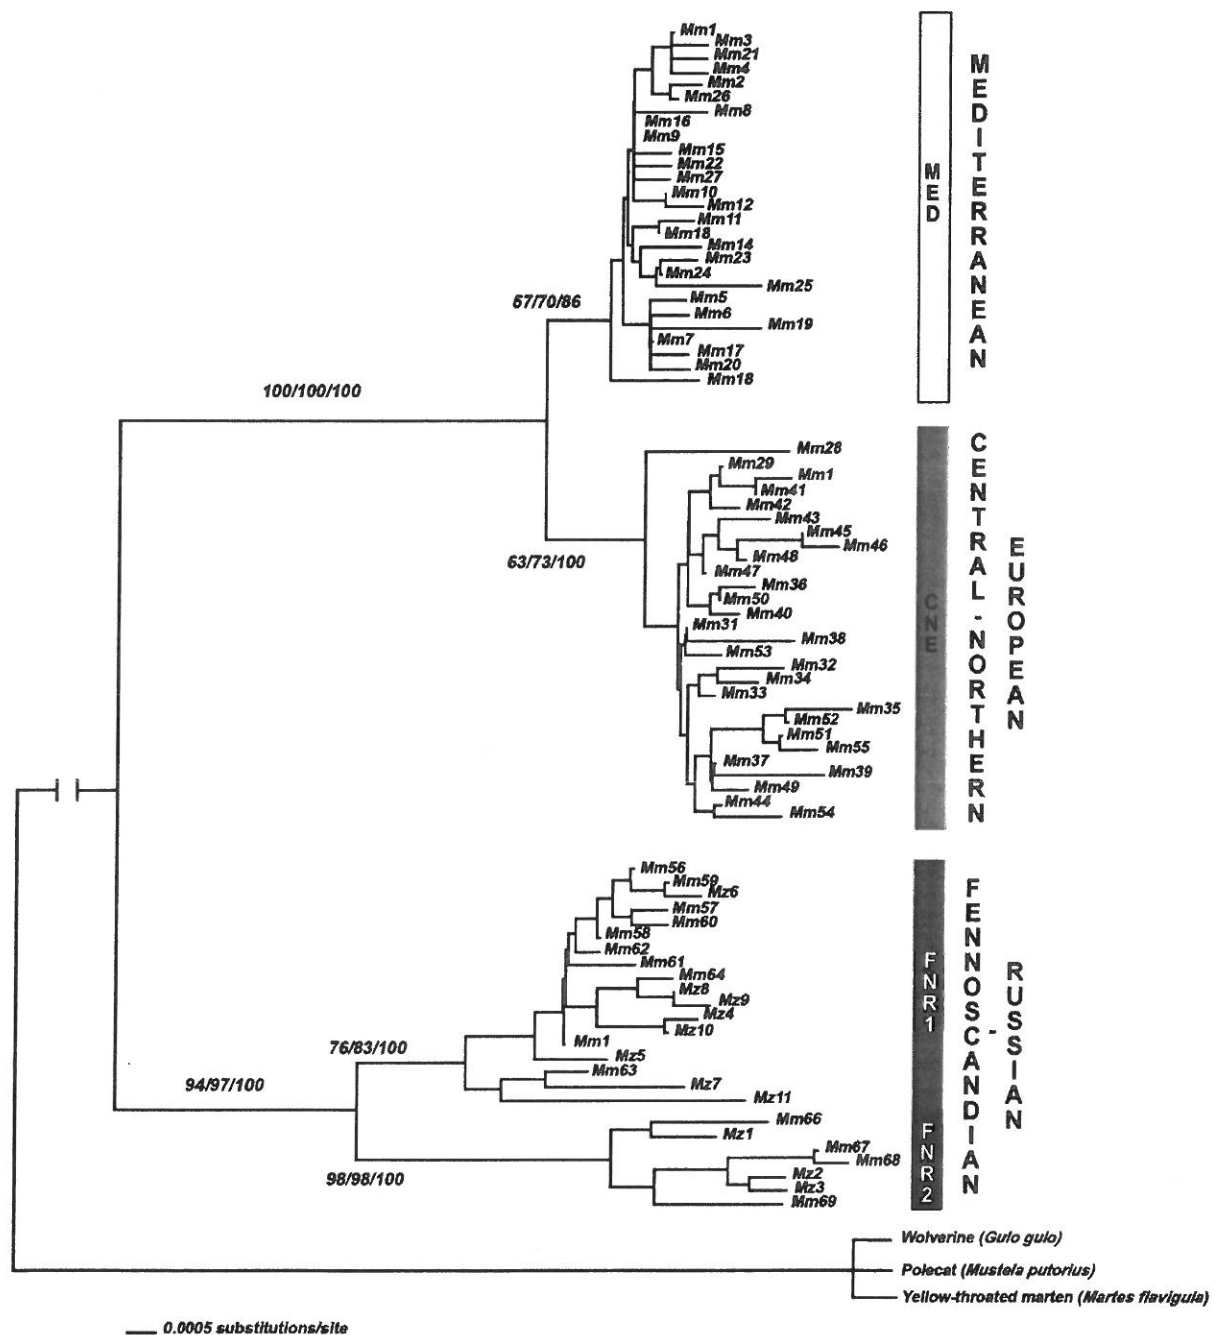 Mm1
Mm3
Mm21
Mm4
Mm2
Mm26
Mm8
Mm16
Mm9
Mm15
Mm22
Mm27
Mm10
Mm12
Mm11
Mm18
Mm14
Mm23
Mm24
Mm25
Mm5
Mm6
Mm19
Mm7
Mm17
Mm20
Mm18
57/70/86
100/100/100
MED
MEDITERRANEAN
Mm28
Mm29
Mm1
Mm41
Mm42
Mm43
Mm45
Mm46
Mm48
Mm47
Mm36
Mm50
Mm40
Mm31
Mm38
Mm53
Mm32
Mm34
Mm33
Mm35
Mm52
Mm51
Mm55
Mm37
Mm39
Mm49
Mm44
Mm54
63/73/100
CNE
CENTRAL-NORTHERN
EUROPEAN
Mm56
Mm59
Mz6
Mm57
Mm60
Mm58
Mm62
Mm61
Mm64
Mz8
Mz9
Mz4
Mz10
Mm1
Mz5
Mm63
Mz7
Mz11
76/83/100
94/97/100
Mm66
Mz1
Mm67
Mm68
Mz2
Mz3
Mm69
98/98/100
FNR1
FNR2
FENNOSCANDIAN
-
RUSSIAN
Wolverine (Gulo gulo)
Polecat (Mustela putorius)
Yellow-throated marten (Martes flavigula)
0.0005 substitutions/site